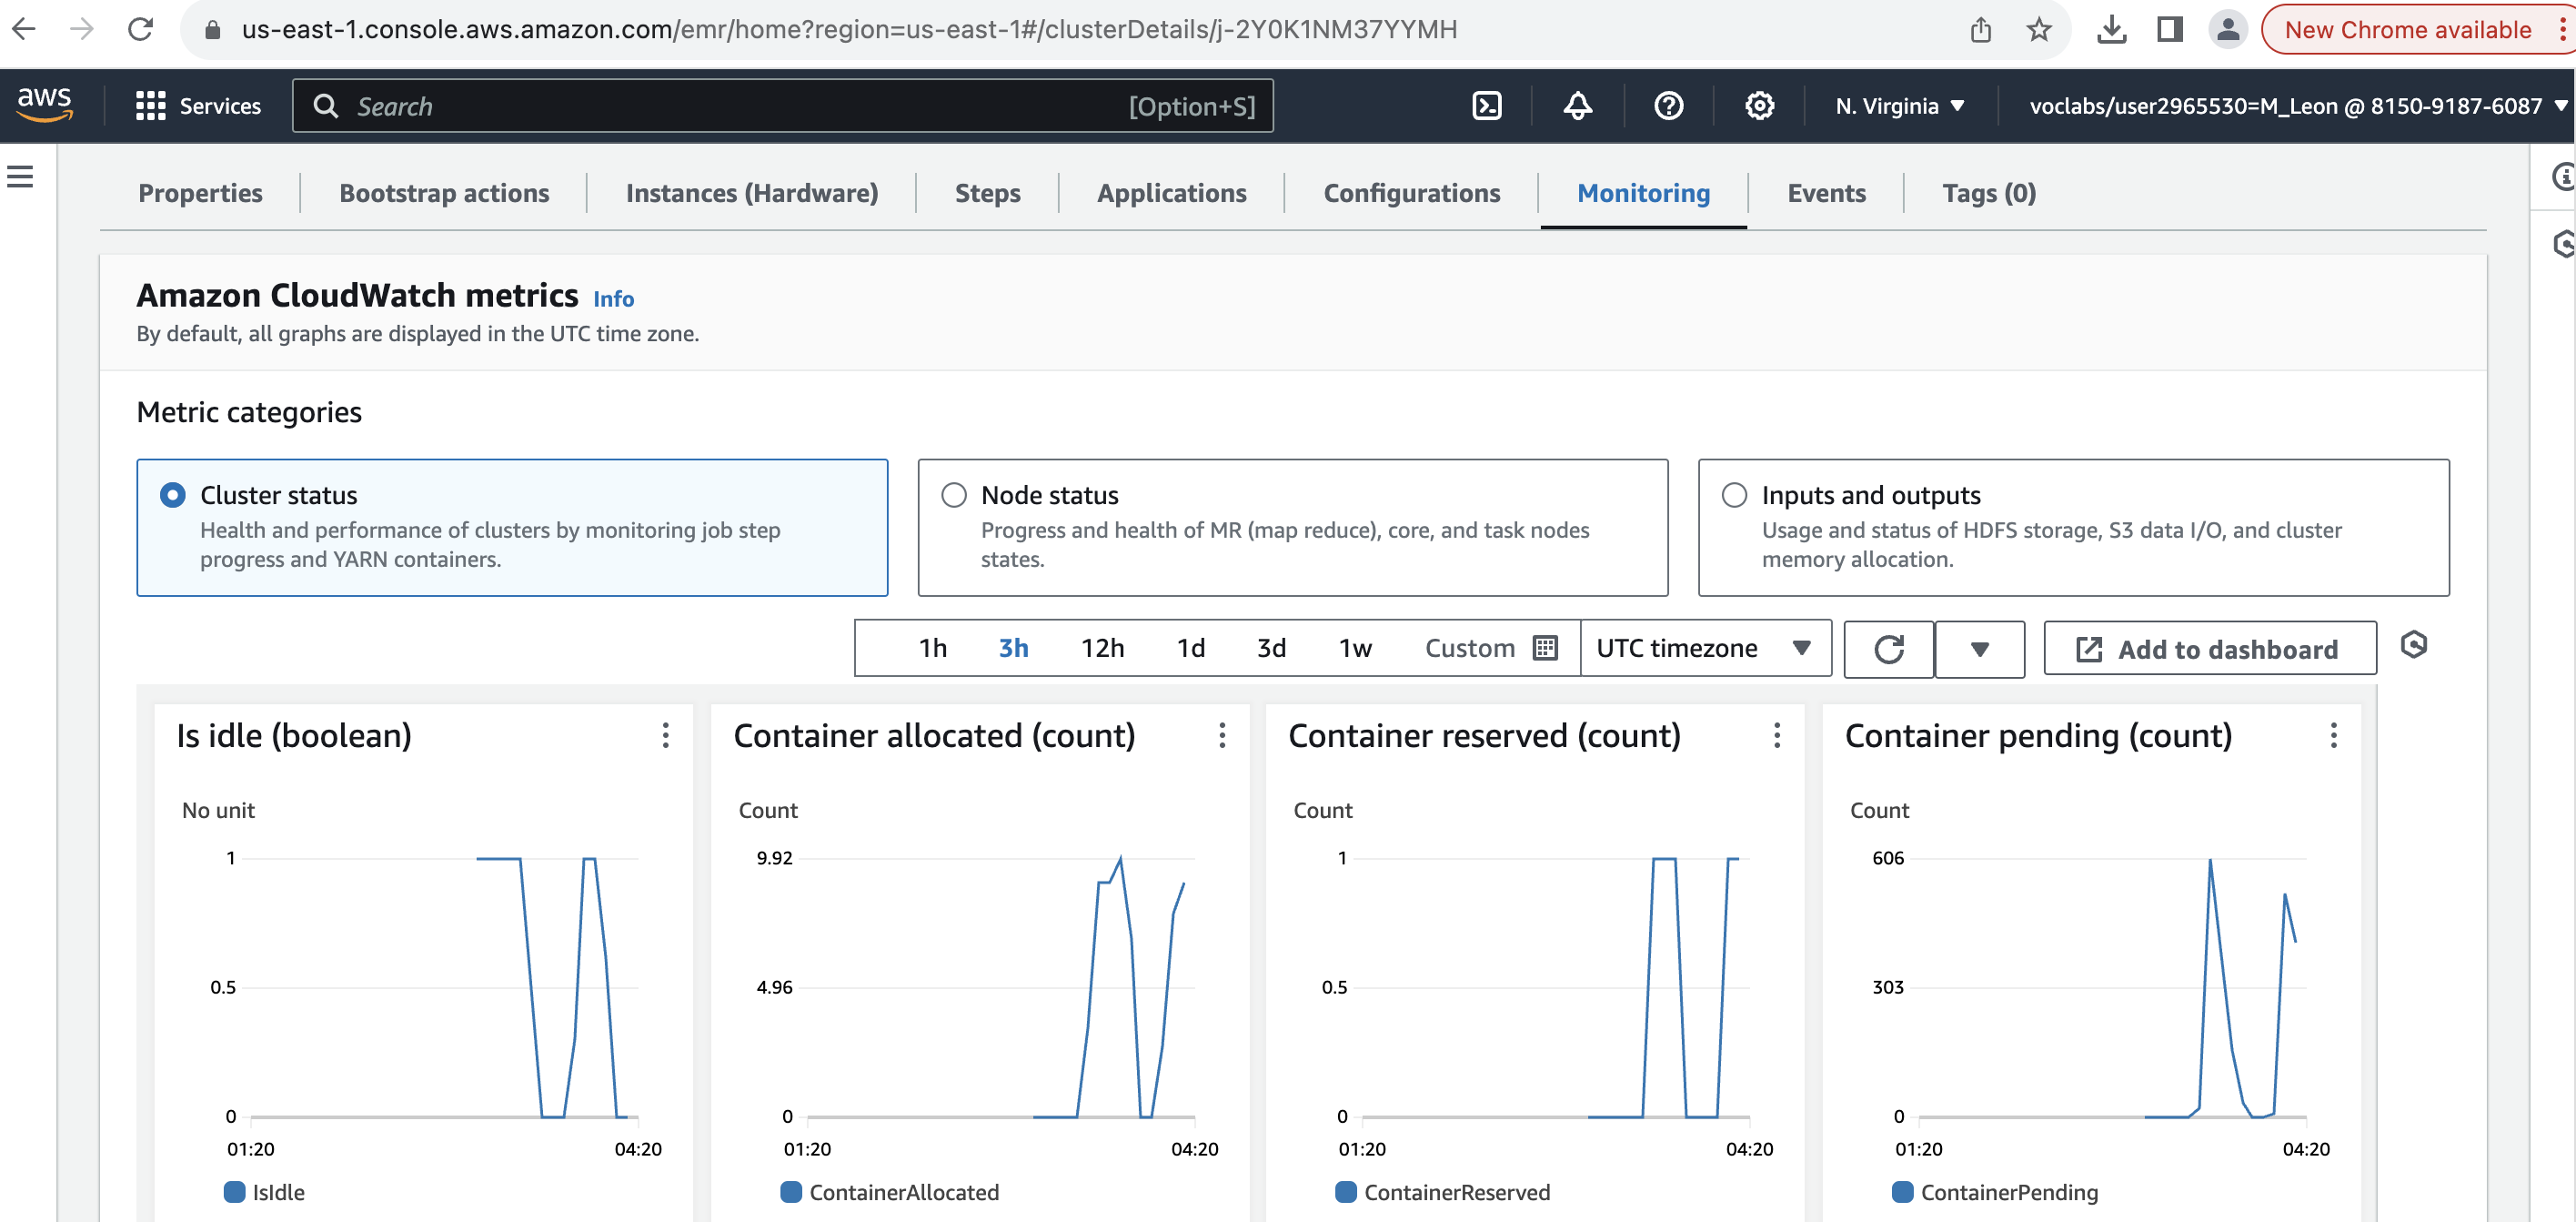 us-east-1.console.aws.amazon.com/emr/home?region=us-east-1#/clusterDetails/j-2Y0K1NM37YYMH
New Chrome available
aws
Services
Search
[Option+S]
N. Virginia
voclabs/user2965530=M_Leon @ 8150-9187-6087
Properties
Bootstrap actions
Instances (Hardware)
Steps
Applications
Configurations
Monitoring
Events
Tags (0)
Amazon CloudWatch metrics Info
By default, all graphs are displayed in the UTC time zone.
Metric categories
Cluster status
Health and performance of clusters by monitoring job step
progress and YARN containers.
Node status
Progress and health of MR (map reduce), core, and task nodes
states.
Inputs and outputs
Usage and status of HDFS storage, S3 data I/O, and cluster
memory allocation.
1h
3h
12h
1d
3d
1w
Custom
UTC timezone
Add to dashboard
Is idle (boolean)
No unit
1
0.5
0
01:20
04:20
IsIdle
Container allocated (count)
Count
9.92
4.96
0
01:20
04:20
ContainerAllocated
Container reserved (count)
Count
1
0.5
0
01:20
04:20
ContainerReserved
Container pending (count)
Count
606
303
0
01:20
04:20
ContainerPending